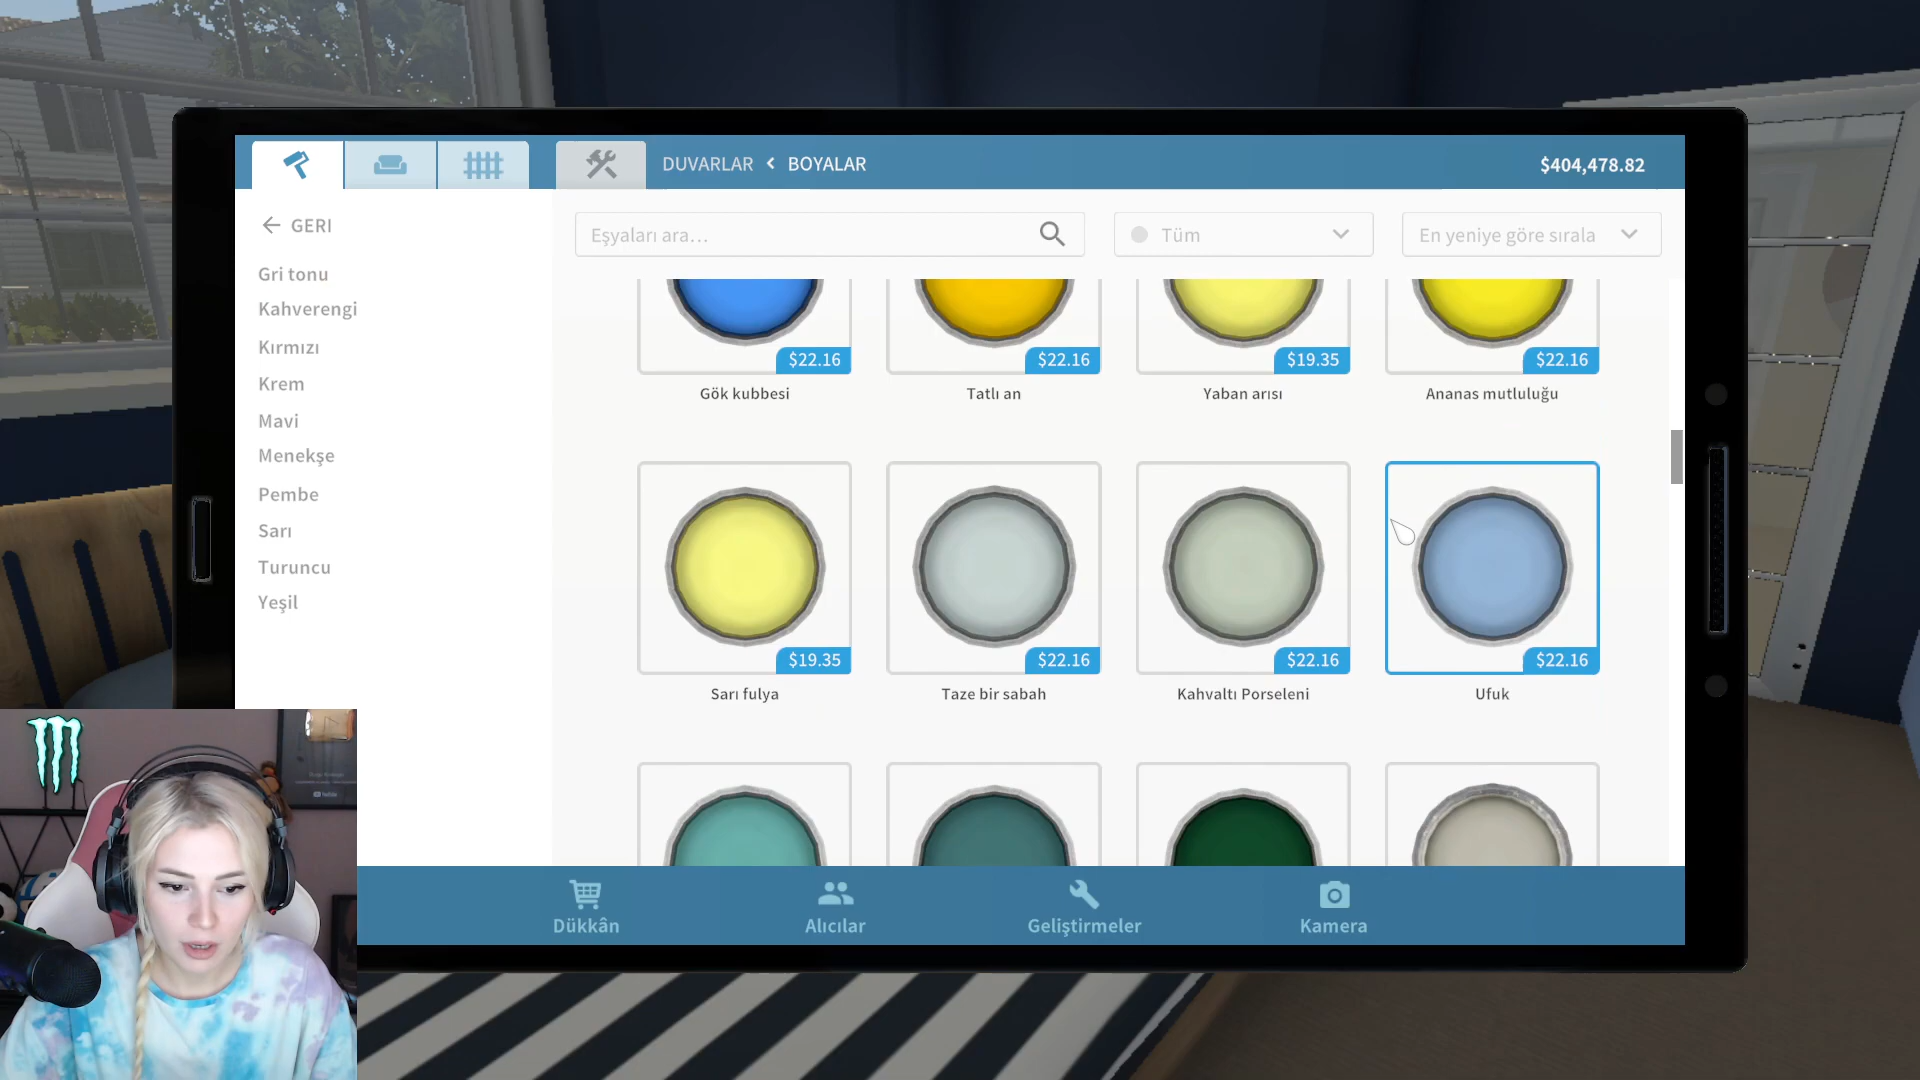 DUVARLAR < BOYALAR
$404,478.82
GERİ
Eşyaları ara...
Tüm
En yeniye göre sırala
Gri tonu
Kahverengi
Kırmızı
Krem
Mavi
Menekşe
Pembe
Sarı
Turuncu
Yeşil
$22.16
$22.16
$19.35
$22.16
Gök kubbesi
Tatlı an
Yaban arısı
Ananas mutluluğu
$19.35
$22.16
$22.16
$22.16
Sarı fulya
Taze bir sabah
Kahvaltı Porseleni
Ufuk
Dükkân
Alıcılar
Geliştirmeler
Kamera